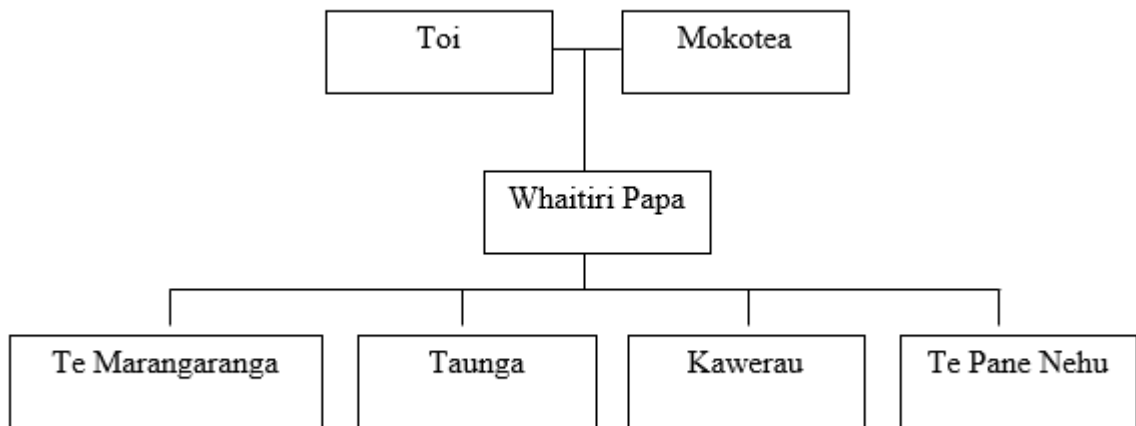 Toi
Mokotea
Whaitiri Papa
Te Marangaranga
Taunga
Kawerau
Te Pane Nehu